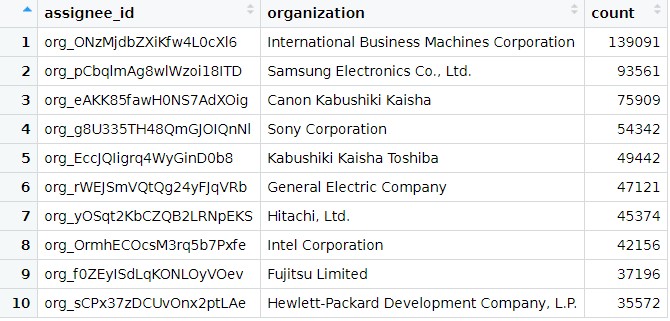 assignee_id organization count
1 org_ONzMjdbZXiKfw4L0cXl6 International Business Machines Corporation 139091
2 org_pCbqlmAg8wlWzoi18ITD Samsung Electronics Co., Ltd. 93561
3 org_eAKK85fawH0NS7AdXOig Canon Kabushiki Kaisha 75909
4 org_g8U335TH48QmGJOIQnNl Sony Corporation 54342
5 org_EccJQIigrq4WyGinD0b8 Kabushiki Kaisha Toshiba 49442
6 org_rWEJSmVQtQg24yFJqVRb General Electric Company 47121
7 org_yOSqt2KbCZQB2LRNpEKS Hitachi, Ltd. 45374
8 org_OrmhECOcsM3rq5b7Pxfe Intel Corporation 42156
9 org_f0ZEyISdLqKONLOyVOev Fujitsu Limited 37196
10 org_sCPx37zDCUvOnx2ptLAe Hewlett-Packard Development Company, L.P. 35572